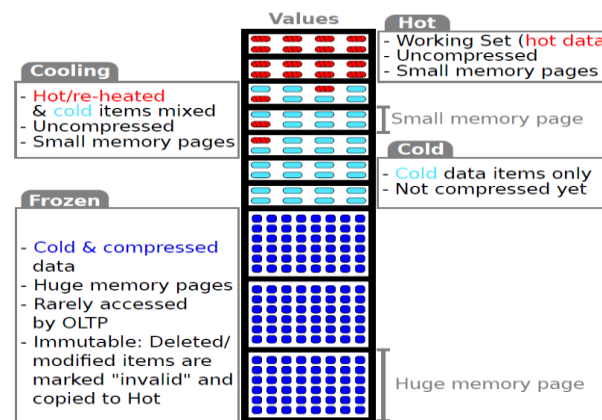 Values
Hot
- Working Set (hot data
- Uncompressed
- Small memory pages
Cooling
- Hot/re-heated
& cold items mixed
- Uncompressed
- Small memory pages
Small memory page
Cold
- Cold data items only
- Not compressed yet
Frozen
- Cold & compressed
data
- Huge memory pages
- Rarely accessed
by OLTP
- Immutable: Deleted/
modified items are
marked "invalid" and
copied to Hot
Huge memory page